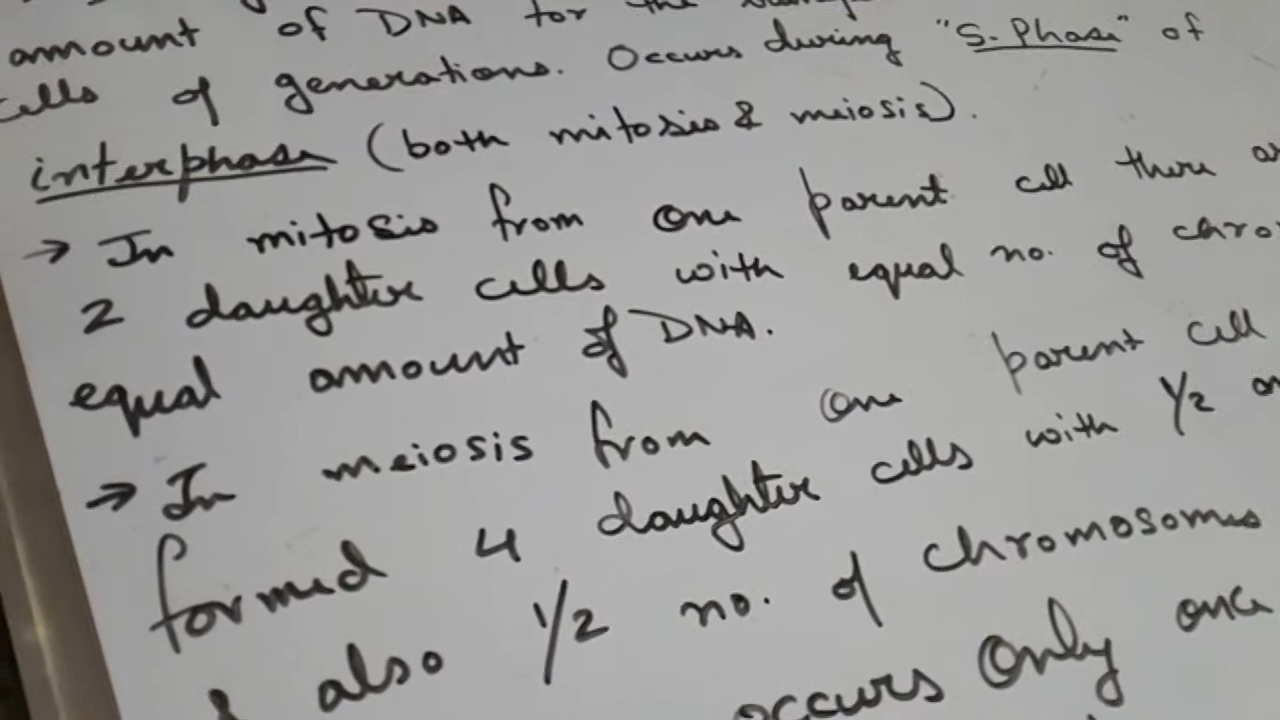 amount of DNA for the
cells of generations. Occurs during "S-Phase" of
interphase (both mitosis & meiosis).
→ In mitosis from one parent cell there
2 daughter cells with equal no. of chro
equal amount of DNA.
→ In meiosis from one parent cell
formed 4 daughter cells with 1/2
& also 1/2 no. of chromosomes
occurs only once